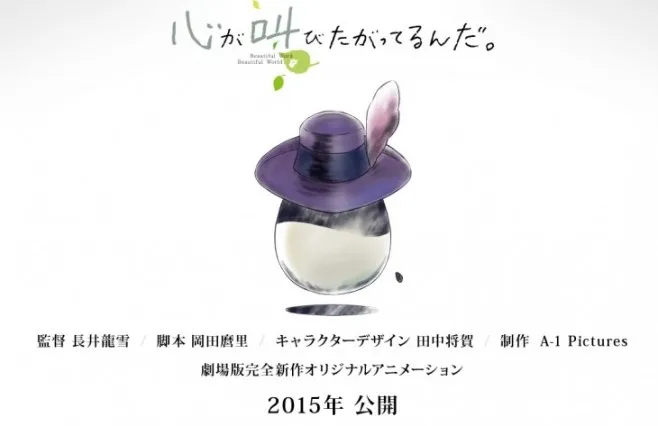 心が叫びたがってるんだ。
Beautiful Word
Beautiful World
監督 長井龍雪 / 脚本 岡田麿里 / キャラクターデザイン 田中将賀 / 制作 A-1 Pictures
劇場版完全新作オリジナルアニメーション
2015年 公開